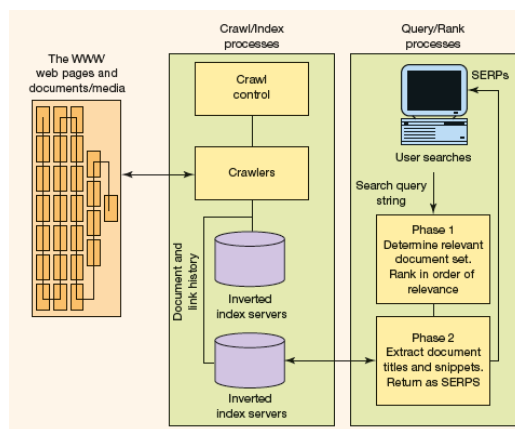 The WWW
web pages and
documents/media
Crawl/Index
processes
Crawl
control
Crawlers
Document and
link history
Inverted
index servers
Inverted
index servers
Query/Rank
processes
SERPs
User searches
Search query
string
Phase 1
Determine relevant
document set.
Rank in order of
relevance
Phase 2
Extract document
titles and snippets.
Return as SERPS